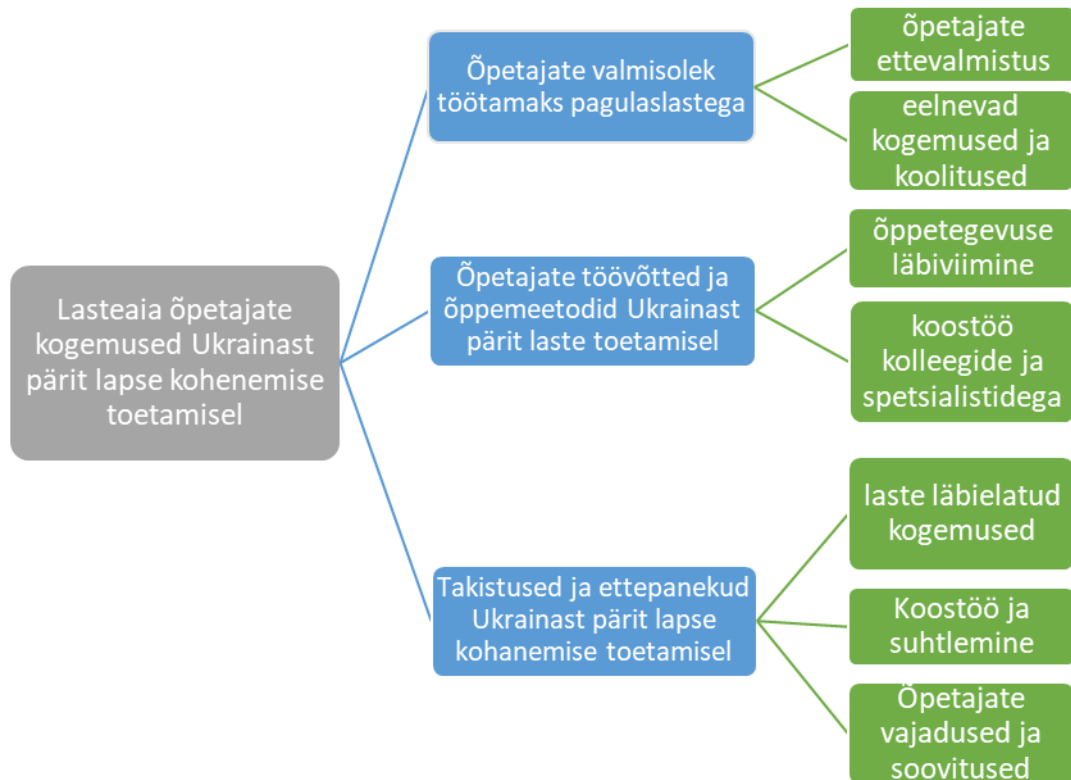 Lasteaia õpetajate
kogemused Ukrainast
pärit lapse kohenemise
toetamisel
Õpetajate valmisolek
töötamaks pagulaslastega
õpetajate
ettevalmistus
eelnevad
kogemused ja
koolitused
Õpetajate töövõtted ja
õppemeetodid Ukrainast
pärit laste toetamisel
õppetegevuse
läbiviimine
koostöö
kolleegide ja
spetsialistidega
Takistused ja ettepanekud
Ukrainast pärit lapse
kohanemise toetamisel
laste läbielatud
kogemused
Koostöö ja
suhtlemine
Õpetajate
vajadused ja
soovitused